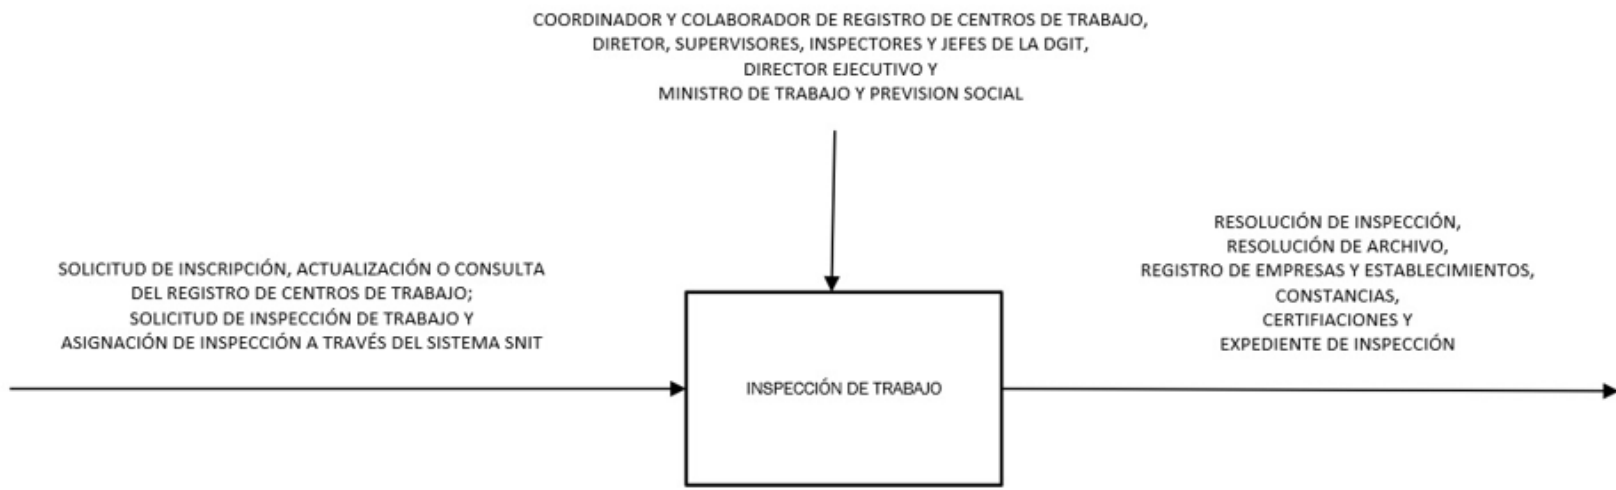 COORDINADOR Y COLABORADOR DE REGISTRO DE CENTROS DE TRABAJO,
DIRETOR, SUPERVISORES, INSPECTORES Y JEFES DE LA DGIT,
DIRECTOR EJECUTIVO Y
MINISTRO DE TRABAJO Y PREVISION SOCIAL
SOLICITUD DE INSCRIPCIÓN, ACTUALIZACIÓN O CONSULTA
DEL REGISTRO DE CENTROS DE TRABAJO;
SOLICITUD DE INSPECCIÓN DE TRABAJO Y
ASIGNACIÓN DE INSPECCIÓN A TRAVÉS DEL SISTEMA SNIT
INSPECCIÓN DE TRABAJO
RESOLUCIÓN DE INSPECCIÓN,
RESOLUCIÓN DE ARCHIVO,
REGISTRO DE EMPRESAS Y ESTABLECIMIENTOS,
CONSTANCIAS,
CERTIFIACIONES Y
EXPEDIENTE DE INSPECCIÓN